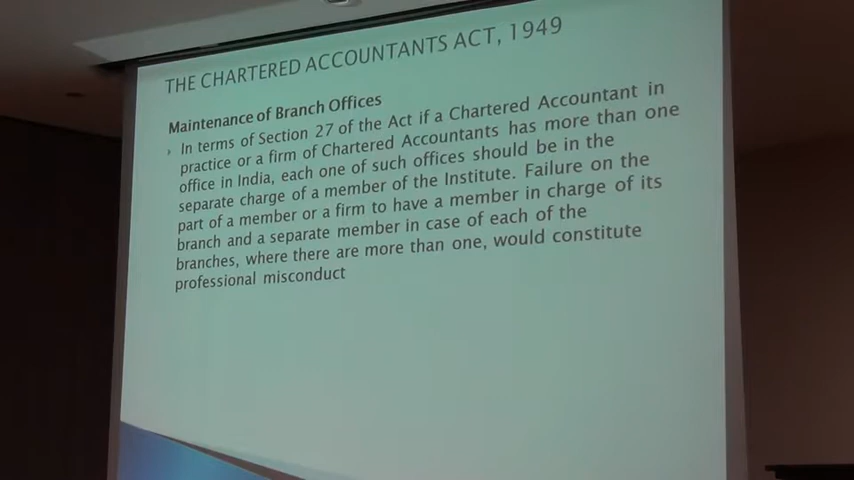 THE CHARTERED ACCOUNTANTS ACT, 1949
Maintenance of Branch Offices
In terms of Section 27 of the Act if a Chartered Accountant in
practice or a firm of Chartered Accountants has more than one
office in India, each one of such offices should be in the
separate charge of a member of the Institute. Failure on the
part of a member or a firm to have a member in charge of its
branch and a separate member in case of each of the
branches, where there are more than one, would constitute
professional misconduct